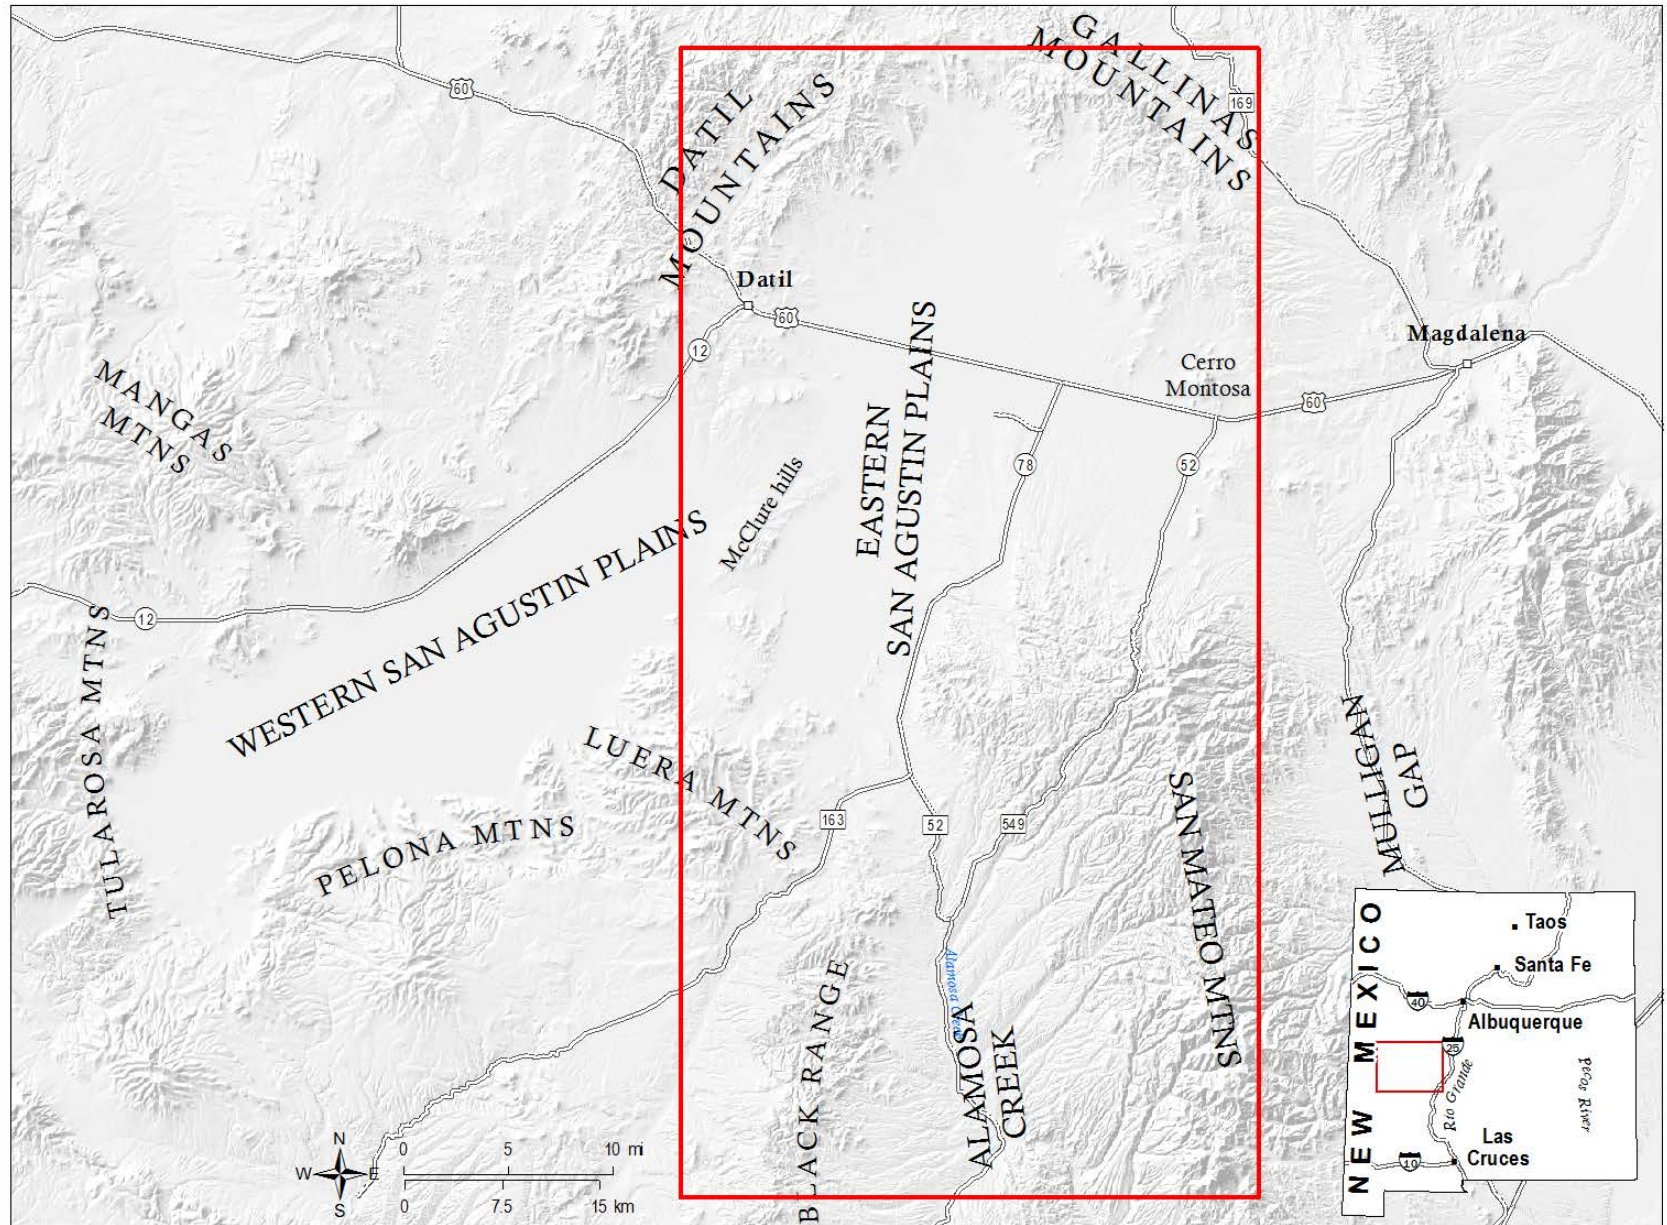 GALLINAS
MOUNTAINS
60
169
DATIL
MOUNTAINS
Datil
60
12
Magdalena
Cerro
Montosa
60
MANGAS
MTNS
78
52
McClure hills
EASTERN
SAN AGUSTIN PLAINS
WESTERN SAN AGUSTIN PLAINS
12
TULAROSA MTNS
LUERA MTNS
PELONA MTNS
163
52
549
SAN MATEO MTNS
MULLIGAN
GAP
Alamosa Creek
ALAMOSA
CREEK
BLACK RANGE
N
W
E
S
0
5
10 mi
0
7.5
15 km
NEW MEXICO
Taos
Santa Fe
40
Albuquerque
25
Rio Grande
Pecos River
Las
Cruces
10